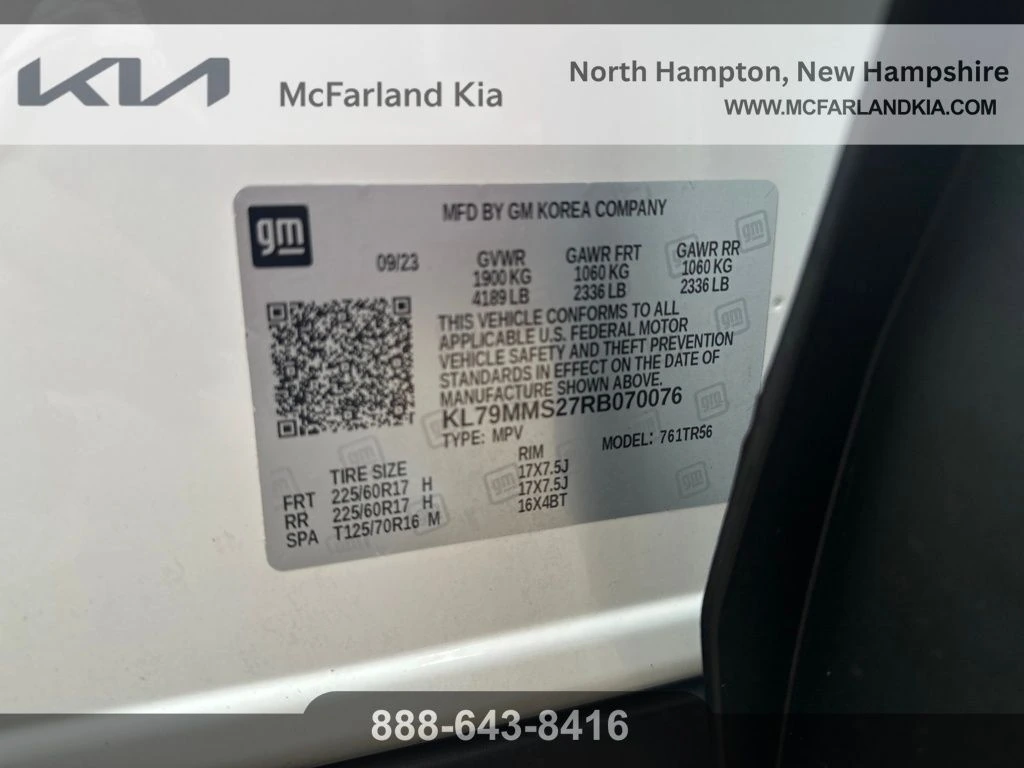 KIA
McFarland Kia
North Hampton, New Hampshire
WWW.MCFARLANDKIA.COM
gm
MFD BY GM KOREA COMPANY
09/23 GVWR GAWR FRT GAWR RR
1900 KG 1060 KG 1060 KG
4189 LB 2336 LB 2336 LB
THIS VEHICLE CONFORMS TO ALL
APPLICABLE U.S. FEDERAL MOTOR
VEHICLE SAFETY AND THEFT PREVENTION
STANDARDS IN EFFECT ON THE DATE OF
MANUFACTURE SHOWN ABOVE.
KL79MMS27RB070076
TYPE: MPV MODEL: 761TR56
TIRE SIZE RIM
FRT 225/60R17 H 17X7.5J
RR 225/60R17 H 17X7.5J
SPA T125/70R16 M 16X4BT
888-643-8416